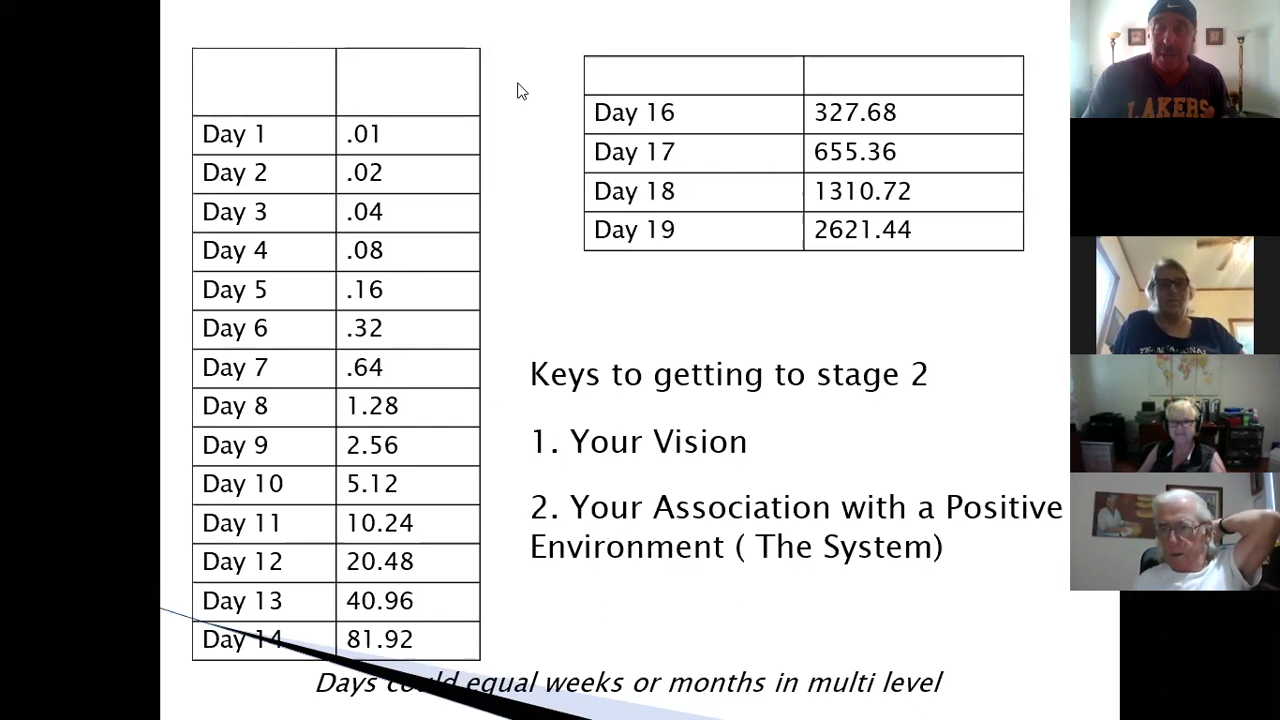 Day 1 .01
Day 2 .02
Day 3 .04
Day 4 .08
Day 5 .16
Day 6 .32
Day 7 .64
Day 8 1.28
Day 9 2.56
Day 10 5.12
Day 11 10.24
Day 12 20.48
Day 13 40.96
Day 14 81.92
Day 16 327.68
Day 17 655.36
Day 18 1310.72
Day 19 2621.44
Keys to getting to stage 2
1. Your Vision
2. Your Association with a Positive
Environment ( The System)
Days could equal weeks or months in multi level
LAKERS